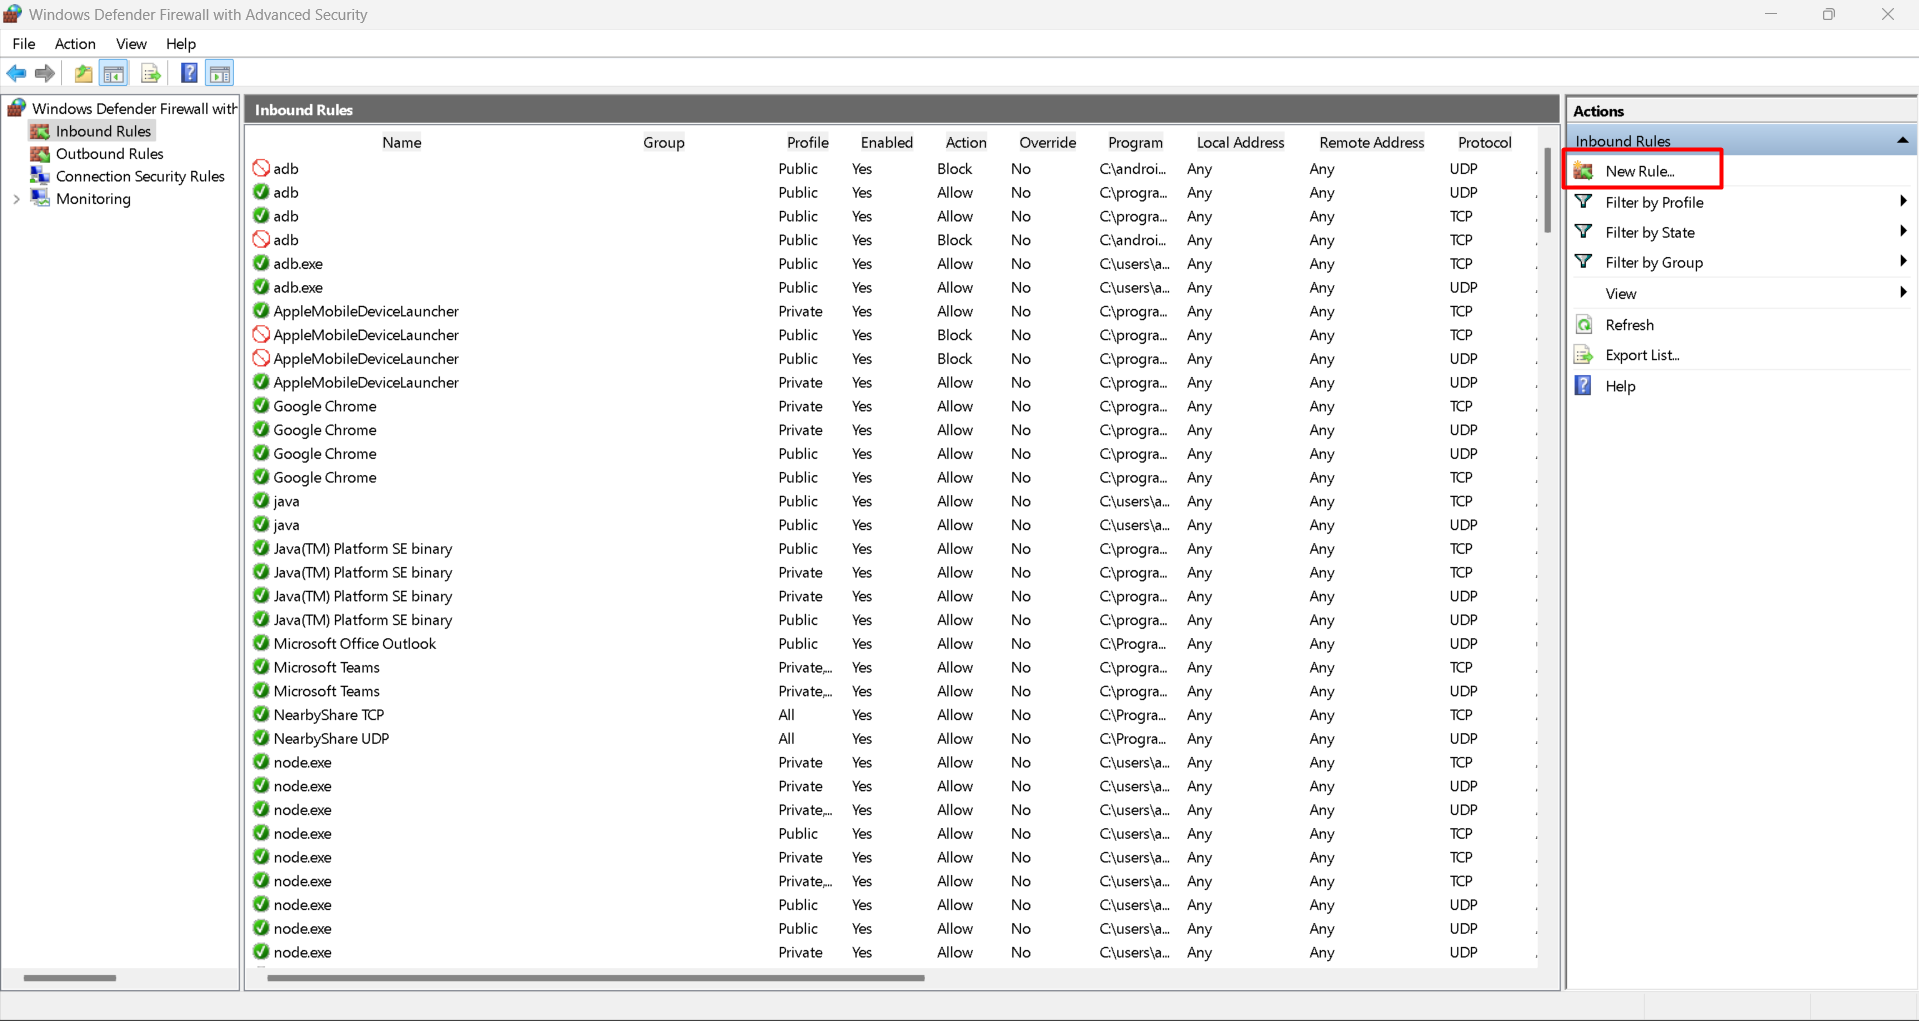 Windows Defender Firewall with Advanced Security
File Action View Help
Windows Defender Firewall with
Inbound Rules
Outbound Rules
Connection Security Rules
Monitoring
Inbound Rules
Name Group Profile Enabled Action Override Program Local Address Remote Address Protocol
adb Public Yes Block No C:\androi... Any Any UDP
adb Public Yes Allow No C:\progra... Any Any UDP
adb Public Yes Allow No C:\progra... Any Any TCP
adb Public Yes Block No C:\androi... Any Any TCP
adb.exe Public Yes Allow No C:\users\a... Any Any TCP
adb.exe Public Yes Allow No C:\users\a... Any Any UDP
AppleMobileDeviceLauncher Private Yes Allow No C:\progra... Any Any TCP
AppleMobileDeviceLauncher Public Yes Block No C:\progra... Any Any TCP
AppleMobileDeviceLauncher Public Yes Block No C:\progra... Any Any UDP
AppleMobileDeviceLauncher Private Yes Allow No C:\progra... Any Any UDP
Google Chrome Private Yes Allow No C:\progra... Any Any TCP
Google Chrome Private Yes Allow No C:\progra... Any Any UDP
Google Chrome Public Yes Allow No C:\progra... Any Any UDP
Google Chrome Public Yes Allow No C:\progra... Any Any TCP
java Public Yes Allow No C:\users\a... Any Any TCP
java Public Yes Allow No C:\users\a... Any Any UDP
Java(TM) Platform SE binary Public Yes Allow No C:\progra... Any Any TCP
Java(TM) Platform SE binary Private Yes Allow No C:\progra... Any Any TCP
Java(TM) Platform SE binary Private Yes Allow No C:\progra... Any Any UDP
Java(TM) Platform SE binary Public Yes Allow No C:\progra... Any Any UDP
Microsoft Office Outlook Public Yes Allow No C:\Progra... Any Any UDP
Microsoft Teams Private,... Yes Allow No C:\progra... Any Any TCP
Microsoft Teams Private,... Yes Allow No C:\progra... Any Any UDP
NearbyShare TCP All Yes Allow No C:\Progra... Any Any TCP
NearbyShare UDP All Yes Allow No C:\Progra... Any Any UDP
node.exe Private Yes Allow No C:\users\a... Any Any TCP
node.exe Private Yes Allow No C:\users\a... Any Any UDP
node.exe Private,... Yes Allow No C:\users\a... Any Any UDP
node.exe Public Yes Allow No C:\users\a... Any Any TCP
node.exe Private Yes Allow No C:\users\a... Any Any TCP
node.exe Private,... Yes Allow No C:\users\a... Any Any TCP
node.exe Public Yes Allow No C:\users\a... Any Any UDP
node.exe Public Yes Allow No C:\users\a... Any Any UDP
node.exe Private Yes Allow No C:\users\a... Any Any UDP
Actions
Inbound Rules
New Rule...
Filter by Profile
Filter by State
Filter by Group
View
Refresh
Export List...
Help